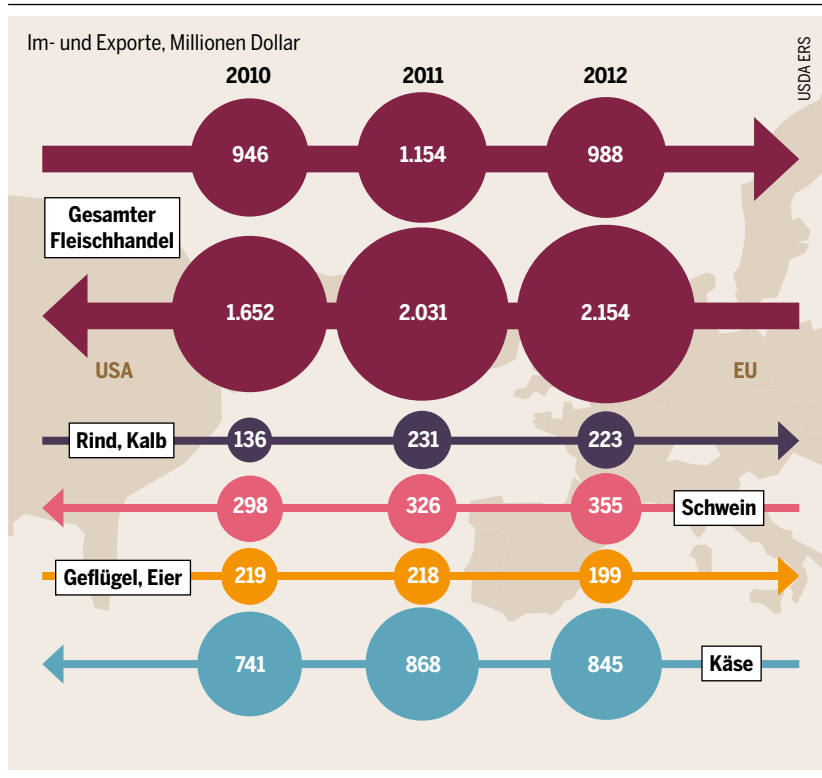 Im- und Exporte, Millionen Dollar
USDA ERS
2010 2011 2012
946 1.154 988
Gesamter
Fleischhandel
1.652 2.031 2.154
USA EU
Rind, Kalb 136 231 223
298 326 355 Schwein
Geflügel, Eier 219 218 199
741 868 845 Käse